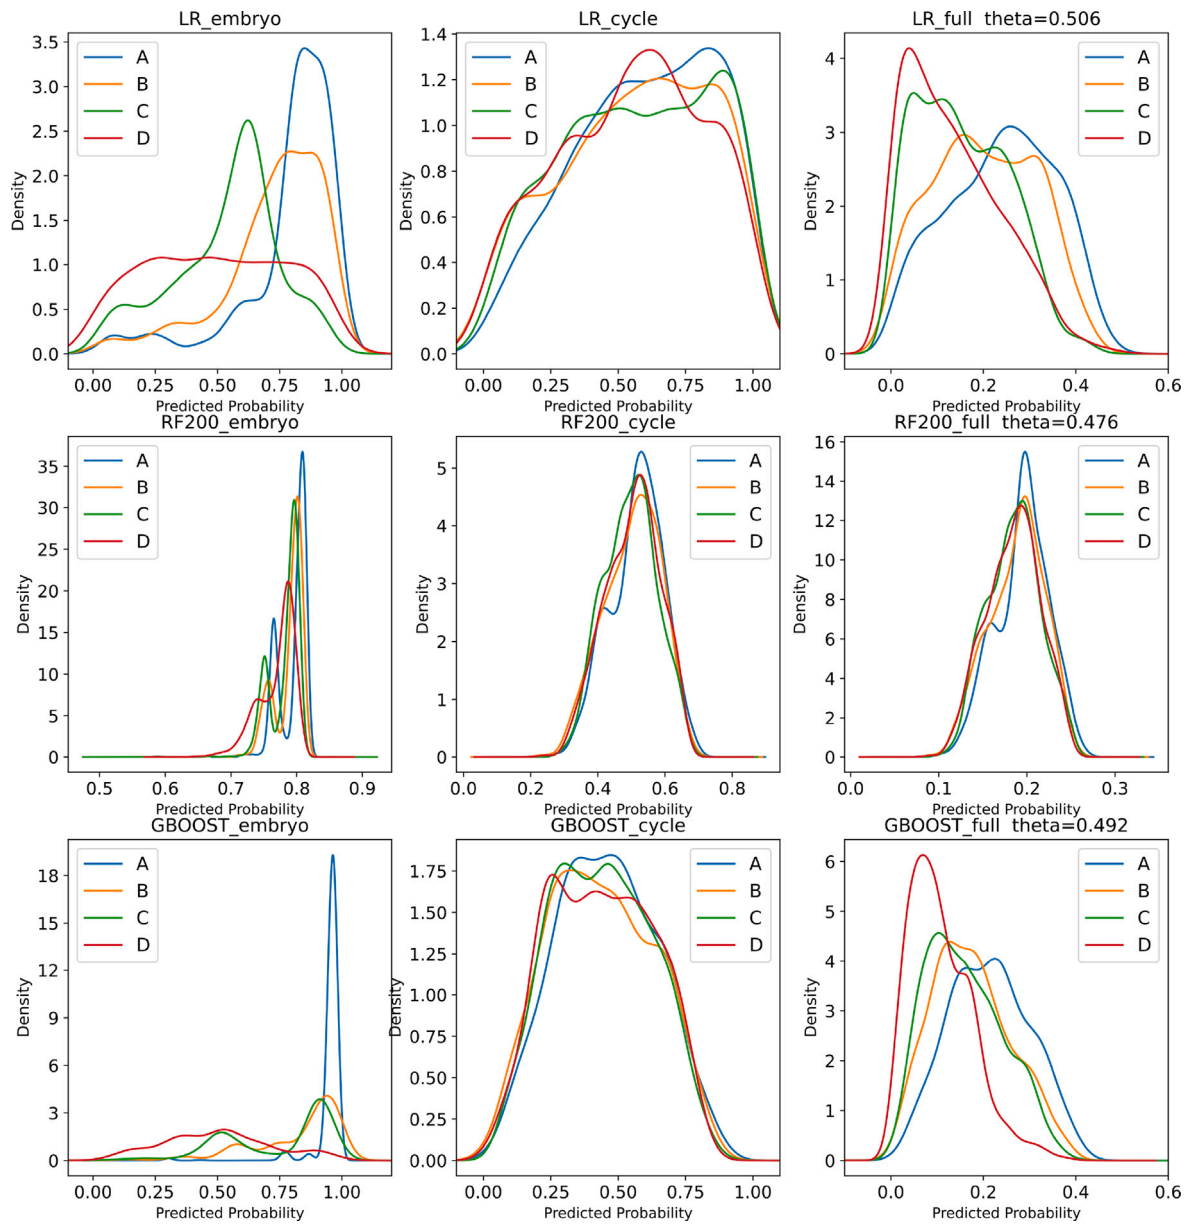 LR_embryo
LR_cycle
LR_full theta=0.506
3.5
3.0
2.5
2.0
1.5
1.0
0.5
0.0
Density
A
B
C
D
0.00 0.25 0.50 0.75 1.00
Predicted Probability
1.4
1.2
1.0
0.8
0.6
0.4
0.2
0.0
Density
A
B
C
D
0.00 0.25 0.50 0.75 1.00
Predicted Probability
4
3
2
1
0
Density
A
B
C
D
0.0 0.2 0.4 0.6
Predicted Probability
RF200_embryo
RF200_cycle
RF200_full theta=0.476
35
30
25
20
15
10
5
0
Density
A
B
C
D
0.5 0.6 0.7 0.8 0.9
Predicted Probability
5
4
3
2
1
0
Density
A
B
C
D
0.0 0.2 0.4 0.6 0.8
Predicted Probability
16
14
12
10
8
6
4
2
0
Density
A
B
C
D
0.0 0.1 0.2 0.3
Predicted Probability
GBOOST_embryo
GBOOST_cycle
GBOOST_full theta=0.492
18
15
12
9
6
3
0
Density
A
B
C
D
0.00 0.25 0.50 0.75 1.00
Predicted Probability
1.75
1.50
1.25
1.00
0.75
0.50
0.25
0.00
Density
A
B
C
D
0.00 0.25 0.50 0.75 1.00
Predicted Probability
6
5
4
3
2
1
0
Density
A
B
C
D
0.0 0.2 0.4 0.6
Predicted Probability